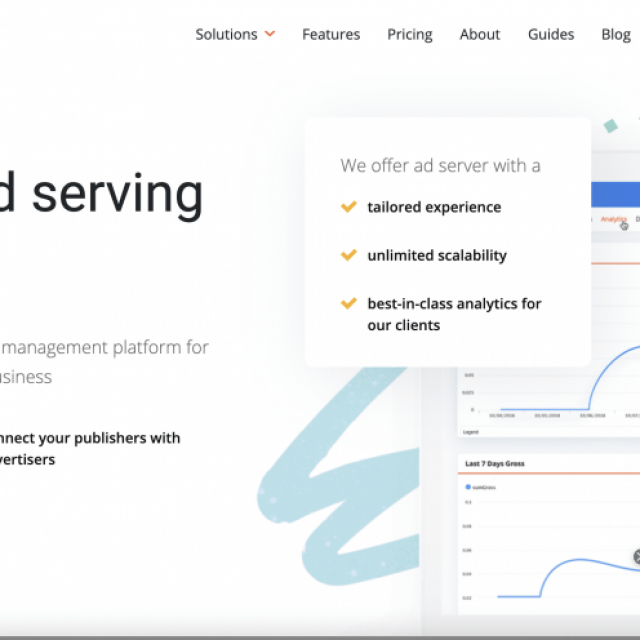 Solutions Features Pricing About Guides Blog
d serving
We offer ad server with a
tailored experience
unlimited scalability
best-in-class analytics for
our clients
management platform for
usiness
nnect your publishers with
vertisers
Analytics
Legend
Last 7 Days Gross